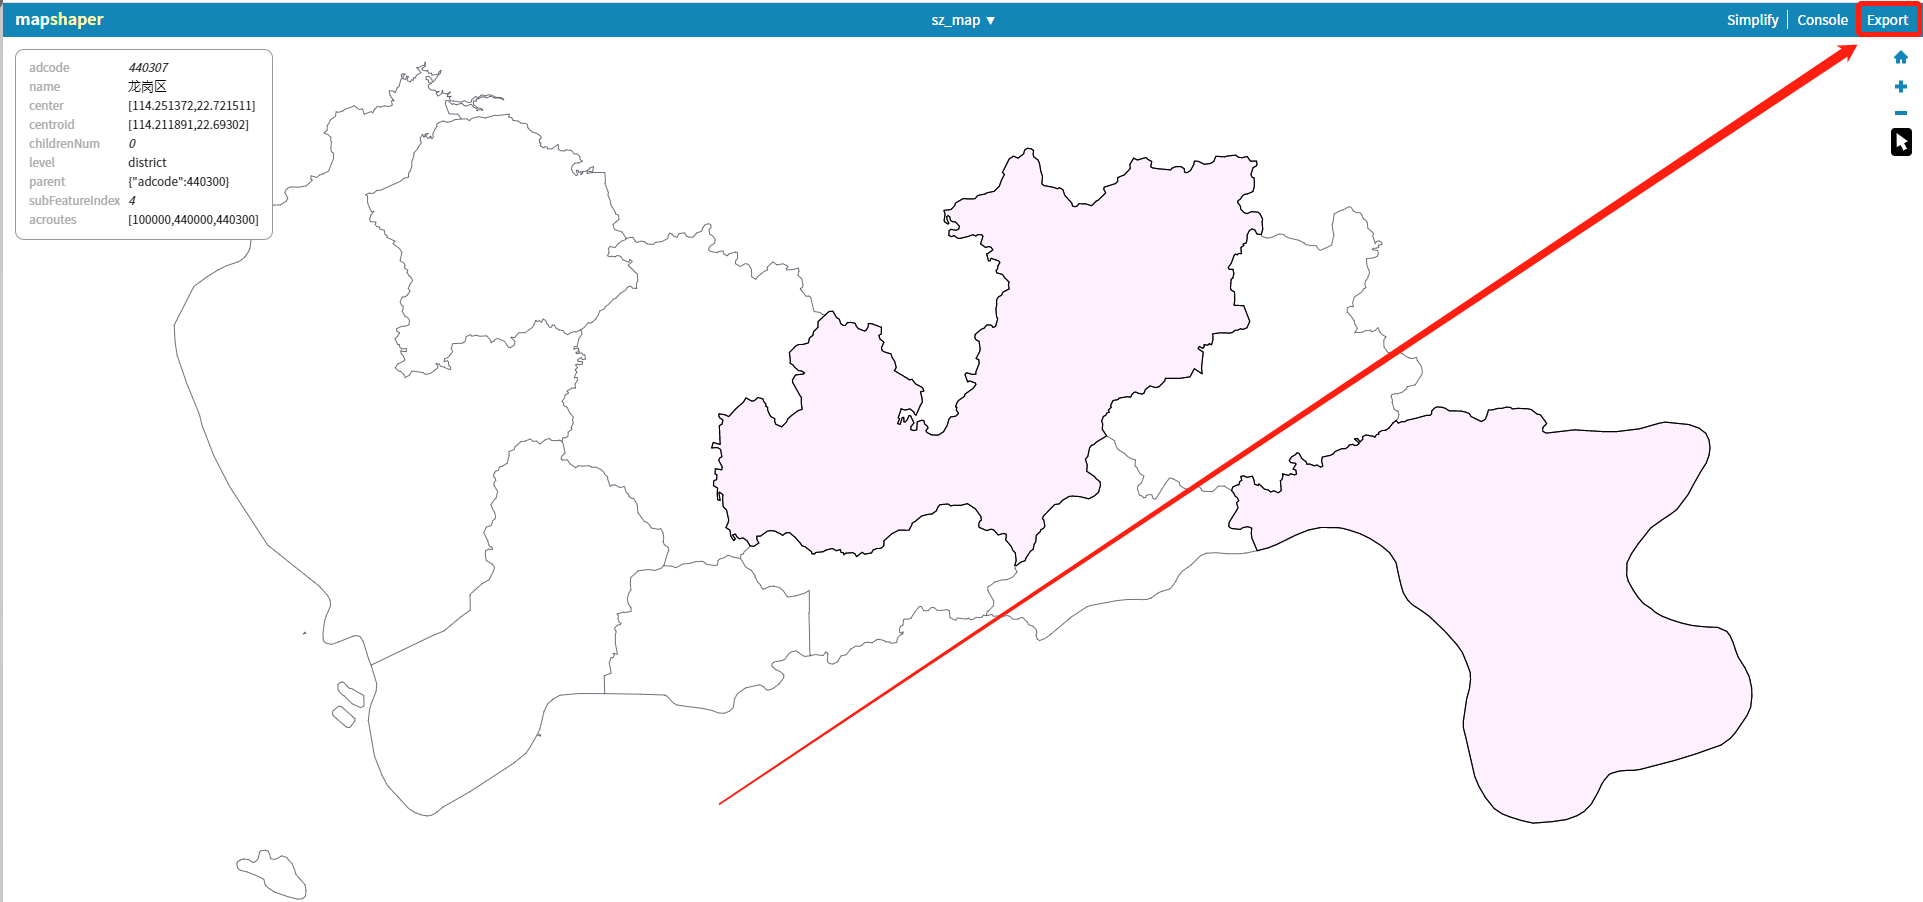 mapshaper
sz_map ▼
Simplify
Console
Export
adcode 440307
name 龙岗区
center [114.251372,22.721511]
centroid [114.211891,22.69302]
childrenNum 0
level district
parent {"adcode":440300}
subFeatureIndex 4
acroutes [100000,440000,440300]